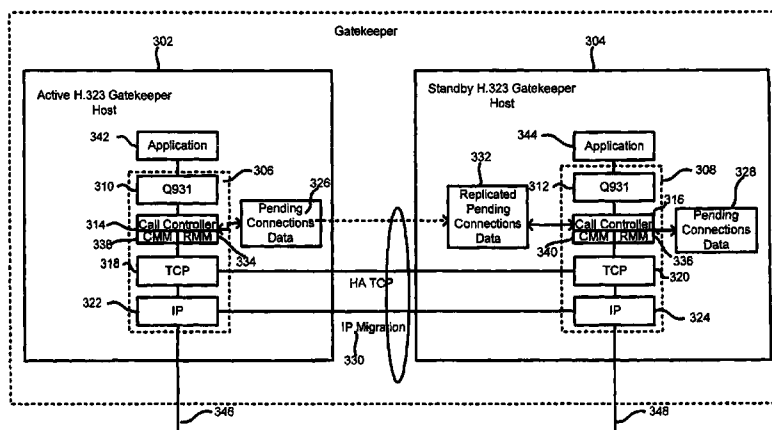 Gatekeeper
302
304
Active H.323 Gatekeeper
Host
Standby H.323 Gatekeeper
Host
342
Application
344
Application
306
308
310
Q931
326
332
312
Q931
328
Pending
Connections
Data
Replicated
Pending
Connections
Data
316
Pending
Connections
Data
314
Call Controller
Call Controller
338
CMM
RMM
334
340
CMM
RMM
336
318
TCP
HA TCP
TCP
320
322
IP
IP Migration
IP
324
330
346
348